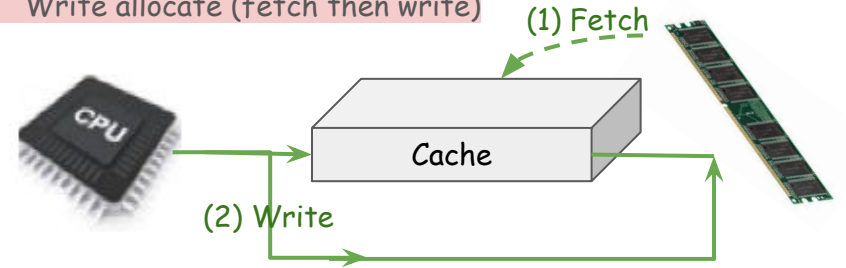 Write allocate (fetch then write)
(1) Fetch
CPU
Cache
(2) Write